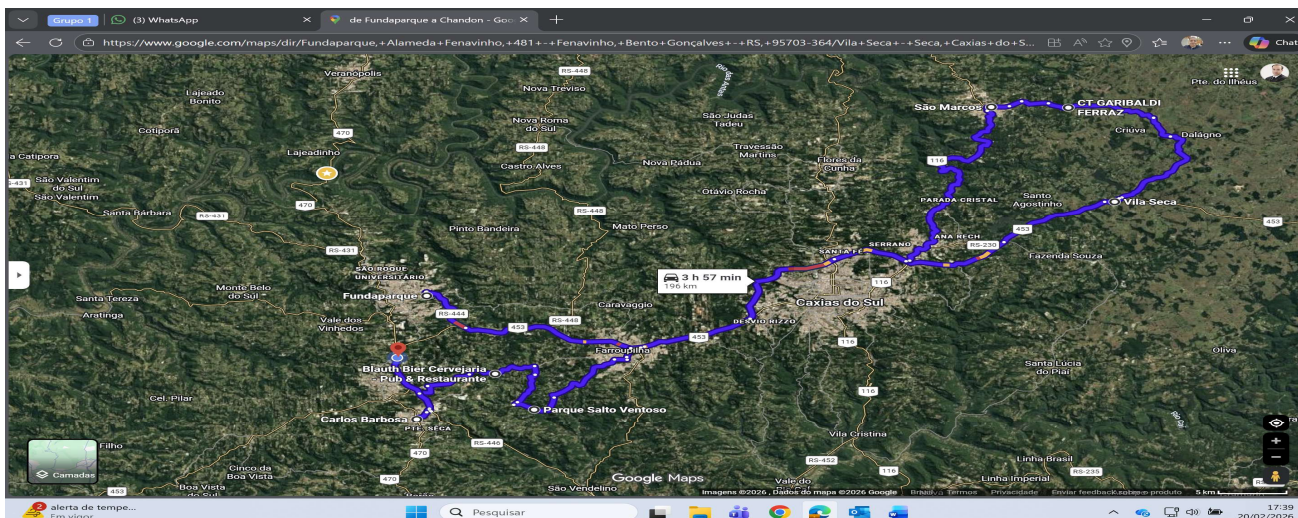 Grupo 1
(3) WhatsApp
de Fundaparque a Chandon - Goo
https://www.google.com/maps/dir/Fundaparque,+Alameda+Fenavinho,+481+-+Fenavinho,+Bento+Gonçalves+-+RS,+95703-364/Vila+Seca+-+Seca,+Caxias+do+S...
Chat
RS-448
Veranópolis
Nova Treviso
Pte. do Ilhéus
Lajeado
Bonito
São Marcos
CT GARIBALDI
FERRAZ
São Judas
Tadeu
Nova Roma
do Sul
Cotiporã
470
Criuva
Dalágno
RS-448
Travessão
Martins
Lajeadinho
a Catipora
Castro Alves
Nova Pádua
Flores da
Cunha
116
São Valentim
do Sul
São Valentim
Otávio Rocha
Santo
Agostinho
PARADA CRISTAL
Vila Seca
470
Santa Bárbara
RS-431
RS-448
Pinto Bandeira
Mato Perso
453
453
ANA RECH
SERRANO
RS-230
RS-431
SANTA FÉ
Fazenda Souza
SÃO ROQUE
UNIVERSITÁRIO
3 h 57 min
196 km
116
Monte Belo
do Sul
Fundaparque
Santa Tereza
Caravaggio
Caxias do Sul
Aratinga
RS-444
Vale dos
Vinhedos
453
RS-448
DESVIO RIZZO
453
116
Farroupilha
Oliva
Blauth Bier Cervejaria
- Pub & Restaurante
Santa Lúcia
do Piaí
116
Cel. Pilar
Parque Salto Ventoso
Carlos Barbosa
PTE. SECA
Vila Cristina
RS-446
470
Filho
Camadas
Cinco da
Boa Vista
RS-452
116
Linha Brasil
RS-235
470
Google Maps
Vale do
Linha Imperial
453
Boa Vista
do Sul
São Vendelino
Imagens ©2026 , Dados do mapa ©2026 Google
Brasil
Termos
Privacidade
Enviar feedback sobre o produto
5 km
2
alerta de tempe...
Em vigor
Pesquisar
17:39
20/02/2026